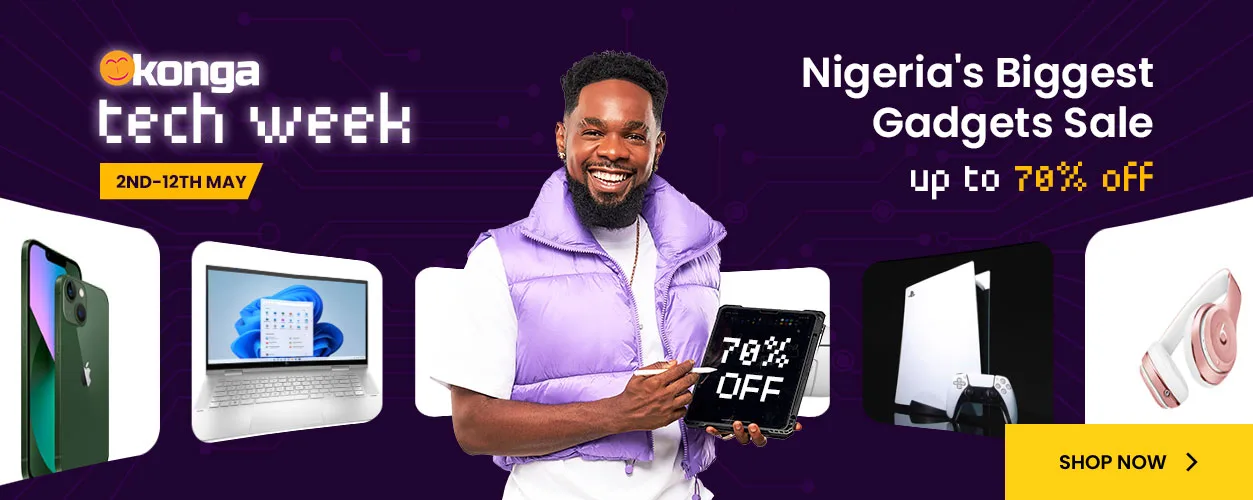 konga
tech week
2ND-12TH MAY
Nigeria's Biggest
Gadgets Sale
up to 70% off
70%
OFF
SHOP NOW